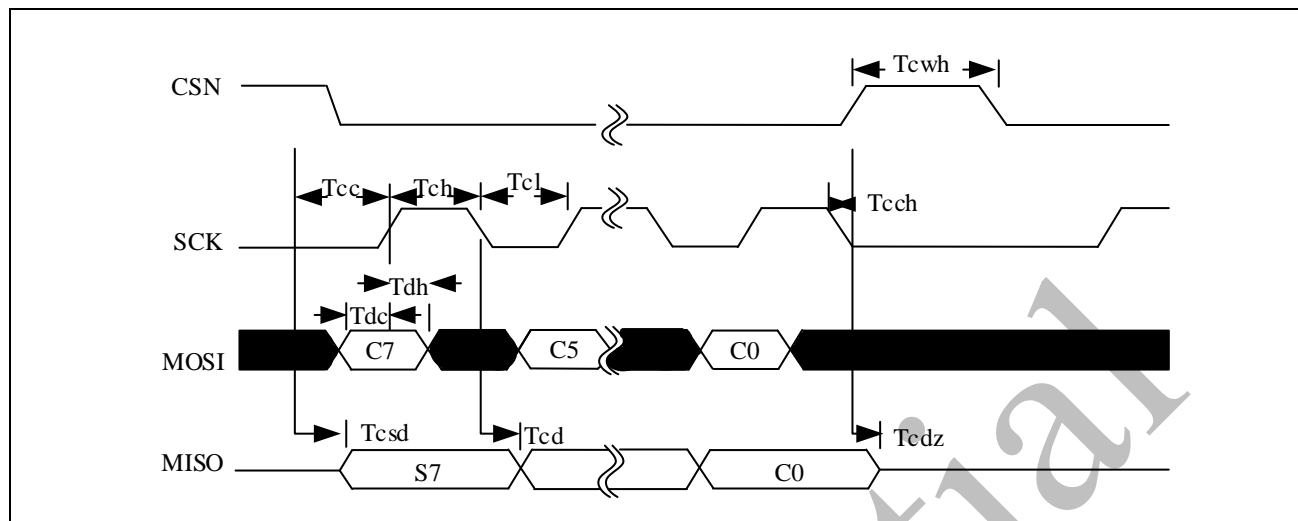 CSN
Tcwh
Tcc
Tch
Tcl
Tcch
SCK
Tdh
Tdc
MOSI
C7
C5
C0
Tcsd
Tcd
Tcdz
MISO
S7
C0
tial